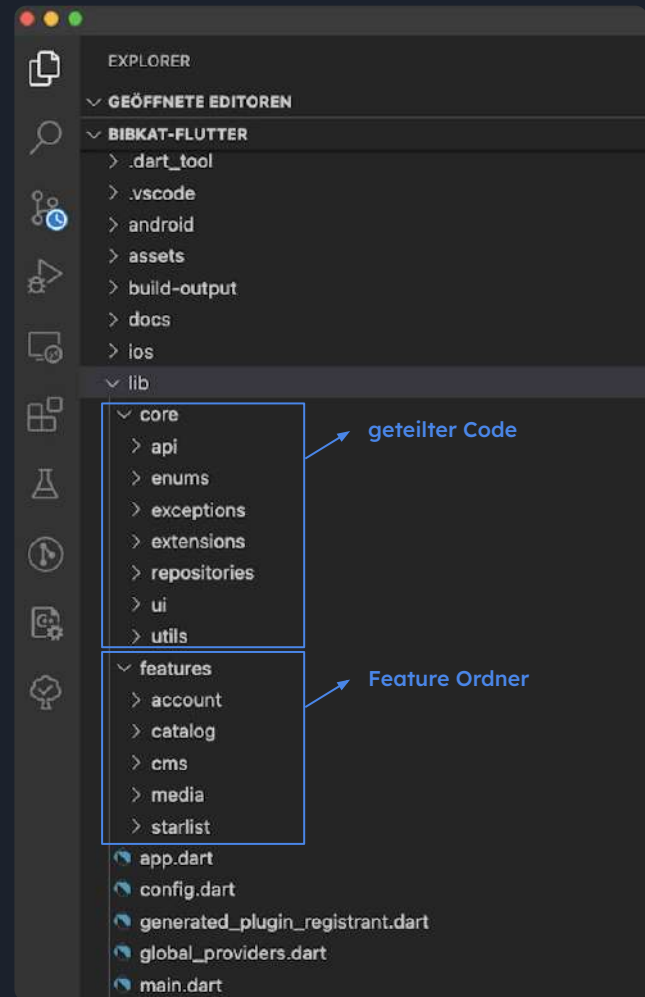 EXPLORER
GEÖFFNETE EDITOREN
BIBKAT-FLUTTER
.dart_tool
.vscode
android
assets
build-output
docs
ios
lib
core
geteilter Code
api
enums
exceptions
extensions
repositories
ui
utils
features
Feature Ordner
account
catalog
cms
media
starlist
app.dart
config.dart
generated_plugin_registrant.dart
global_providers.dart
main.dart